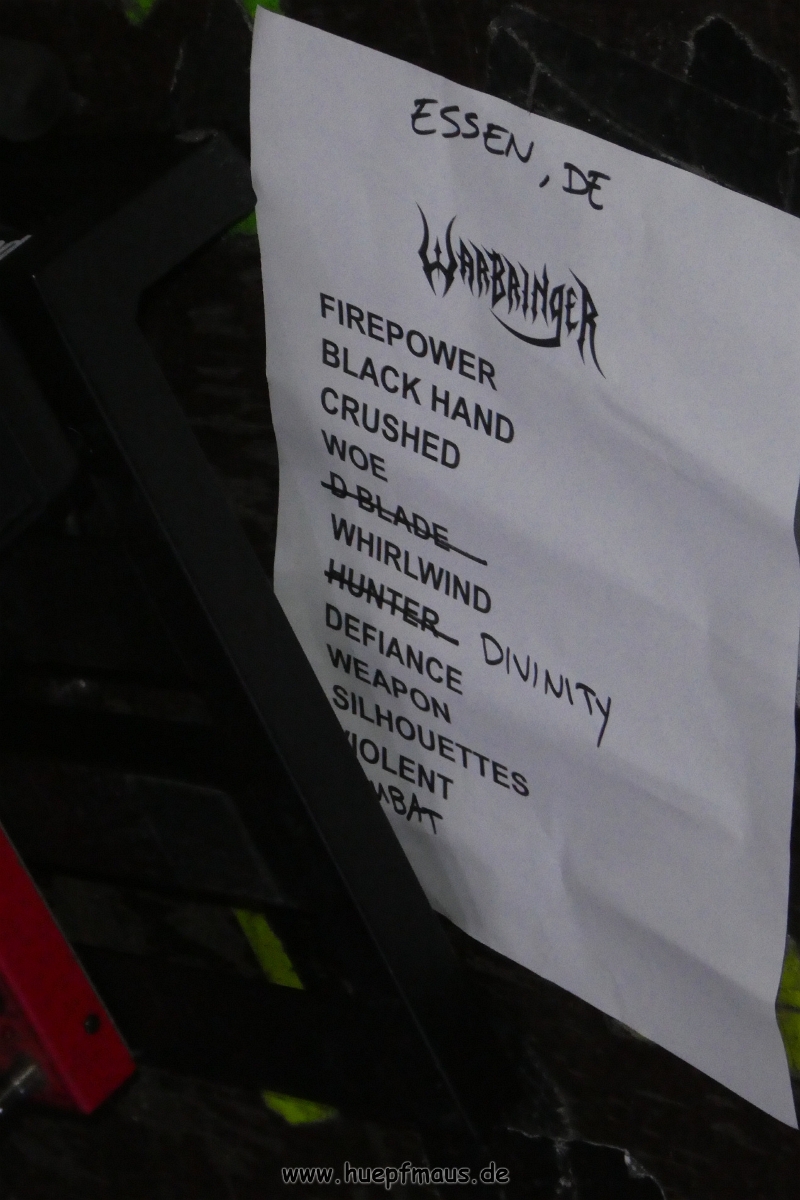 ESSEN, DE
WARBRINGER
FIREPOWER
BLACK HAND
CRUSHED
WOE
D BLADE
WHIRLWIND
HUNTER DIVINITY
DEFIANCE
WEAPON
SILHOUETTES
VIOLENT
www.huepfmaus.de